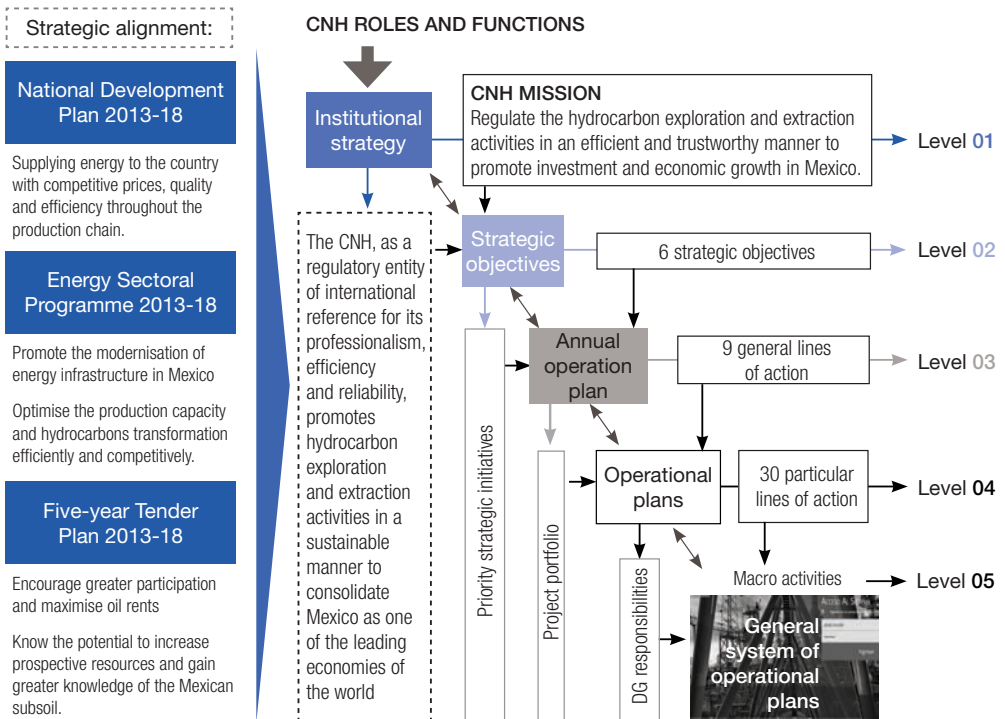 Strategic alignment:
National Development
Plan 2013-18
Supplying energy to the country
with competitive prices, quality
and efficiency throughout the
production chain.
Energy Sectoral
Programme 2013-18
Promote the modernisation of
energy infrastructure in Mexico
Optimise the production capacity
and hydrocarbons transformation
efficiently and competitively.
Five-year Tender
Plan 2013-18
Encourage greater participation
and maximise oil rents
Know the potential to increase
prospective resources and gain
greater knowledge of the Mexican
subsoil.
CNH ROLES AND FUNCTIONS
Institutional
strategy
CNH MISSION
Regulate the hydrocarbon exploration and extraction
activities in an efficient and trustworthy manner to
promote investment and economic growth in Mexico.
Level 01
The CNH, as a
regulatory entity
of international
reference for its
professionalism,
efficiency
and reliability,
promotes
hydrocarbon
exploration
and extraction
activities in a
sustainable
manner to
consolidate
Mexico as one
of the leading
economies of
the world
Strategic
objectives
6 strategic objectives
Level 02
Priority strategic initiatives
Annual
operation
plan
9 general lines
of action
Level 03
Project portfolio
Operational
plans
30 particular
lines of action
Level 04
DG responsibilities
Macro activities
Level 05
General
system of
operational
plans